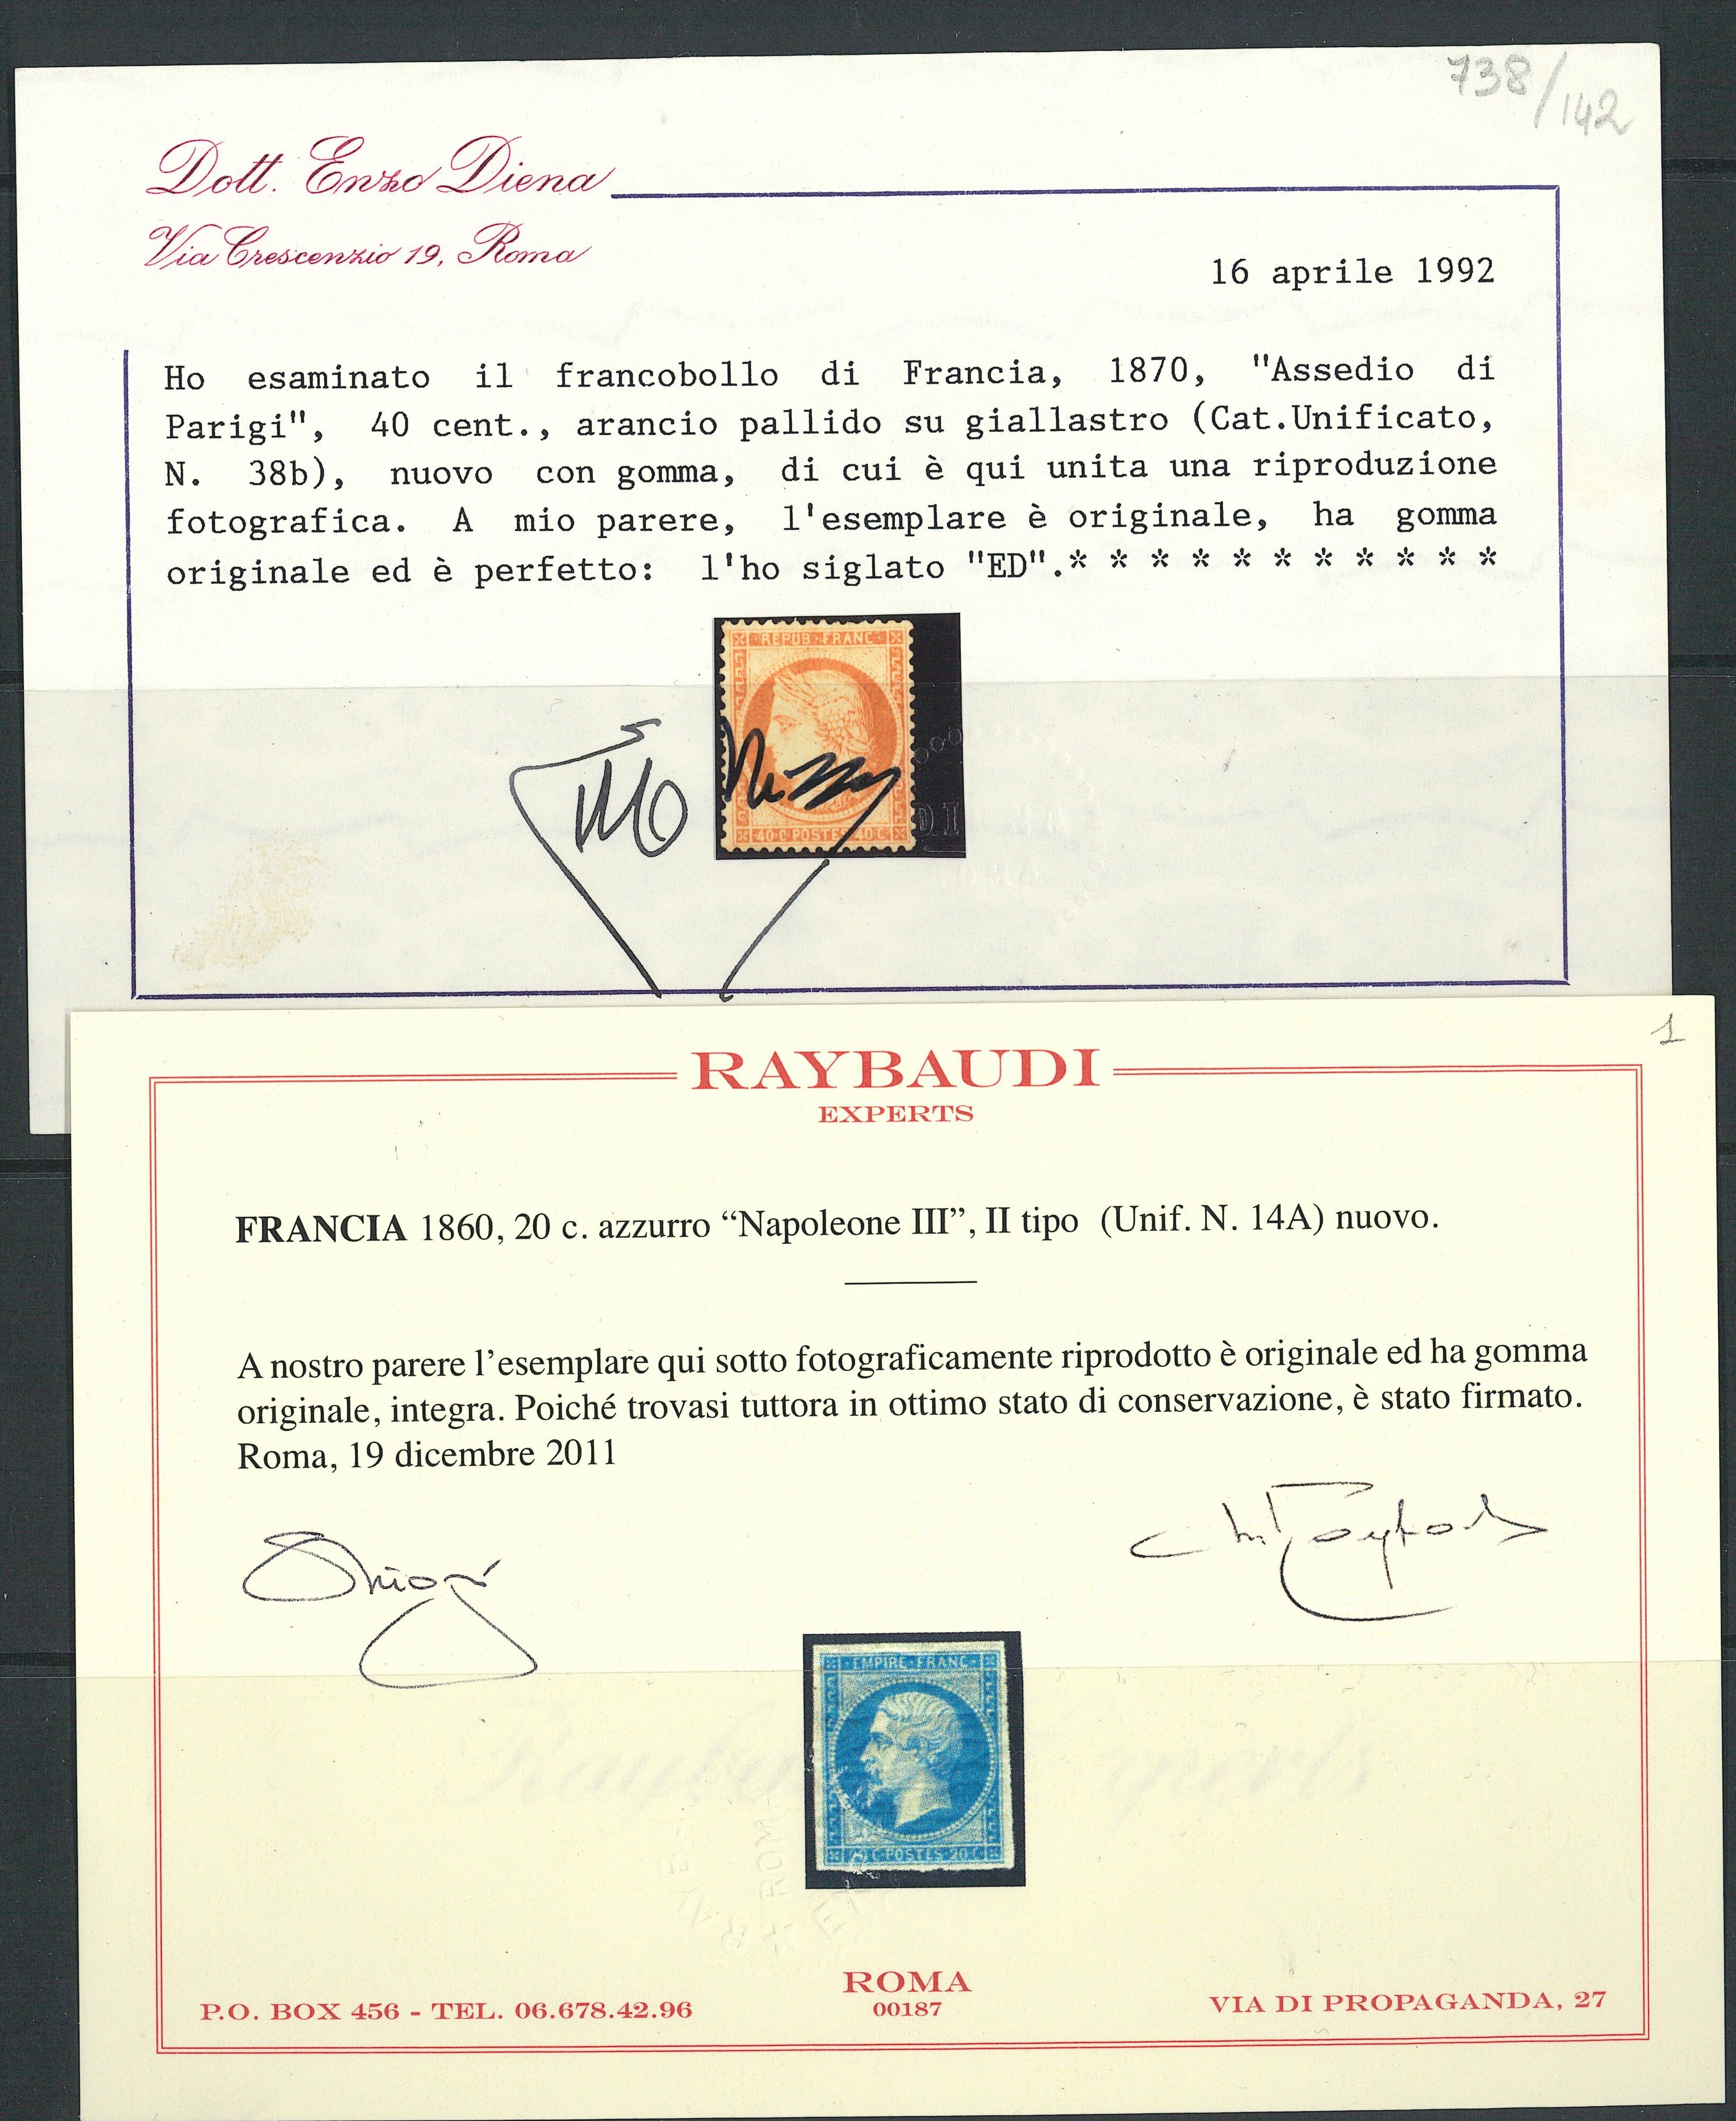 738/142
Dott. Enzo Diena
Via Crescenzio 19, Roma
16 aprile 1992
Ho esaminato il francobollo di Francia, 1870, "Assedio di
Parigi", 40 cent., arancio pallido su giallastro (Cat.Unificato,
N. 38b), nuovo con gomma, di cui è qui unita una riproduzione
fotografica. A mio parere, l'esemplare è originale, ha gomma
originale ed è perfetto: l'ho siglato "ED".* * * * * * * * * * *
REPUB·FRANC·
40·C·POSTES·40·C·
1
RAYBAUDI
EXPERTS
FRANCIA 1860, 20 c. azzurro “Napoleone III”, II tipo (Unif. N. 14A) nuovo.
A nostro parere l’esemplare qui sotto fotograficamente riprodotto è originale ed ha gomma
originale, integra. Poiché trovasi tuttora in ottimo stato di conservazione, è stato firmato.
Roma, 19 dicembre 2011
·EMPIRE·FRANC·
C·POSTES·20·C·
Raybaudi Experts
ROMA
00187
P.O. BOX 456 - TEL. 06.678.42.96
VIA DI PROPAGANDA, 27